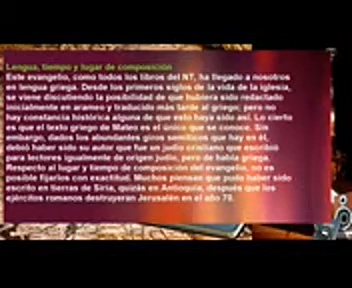 Lengua, tiempo y lugar de composición
Este evangelio, como todos los libros del NT, ha llegado a nosotros
en lengua griega. Desde los primeros siglos de la vida de la iglesia,
se viene discutiendo la posibilidad de que hubiera sido redactado
inicialmente en arameo y traducido más tarde al griego; pero no
hay constancia histórica alguna de que esto haya sido así. Lo cierto
es que el texto griego de Mateo es el único que se conoce. Sin
embargo, dados los abundantes giros semíticos que hay en él,
debió haber sido su autor que fue un judío cristiano que escribió
para lectores igualmente de origen judío, pero de habla griega.
Respecto al lugar y tiempo de composición del evangelio, no es
posible fijarlos con exactitud. Muchos piensan que pudo haber sido
escrito en tierras de Siria, quizás en Antioquía, después que los
ejércitos romanos destruyeran Jerusalén en el año 70.